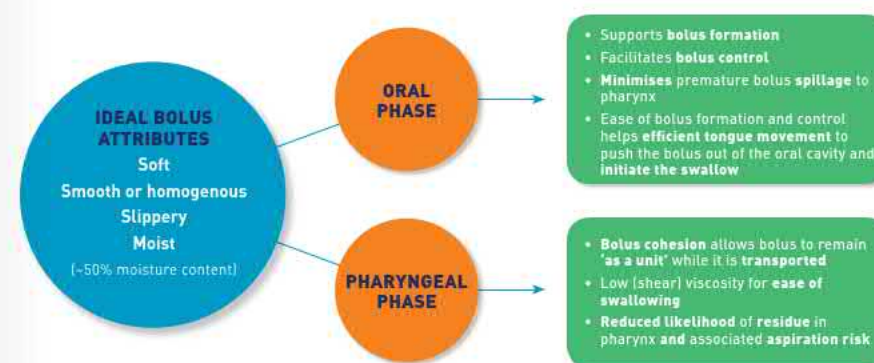 IDEAL BOLUS
ATTRIBUTES
Soft
Smooth or homogenous
Slippery
Moist
(~50% moisture content)
ORAL
PHASE
• Supports bolus formation
• Facilitates bolus control
• Minimises premature bolus spillage to
pharynx
• Ease of bolus formation and control
helps efficient tongue movement to
push the bolus out of the oral cavity and
initiate the swallow
PHARYNGEAL
PHASE
• Bolus cohesion allows bolus to remain
'as a unit' while it is transported
• Low (shear) viscosity for ease of
swallowing
• Reduced likelihood of residue in
pharynx and associated aspiration risk